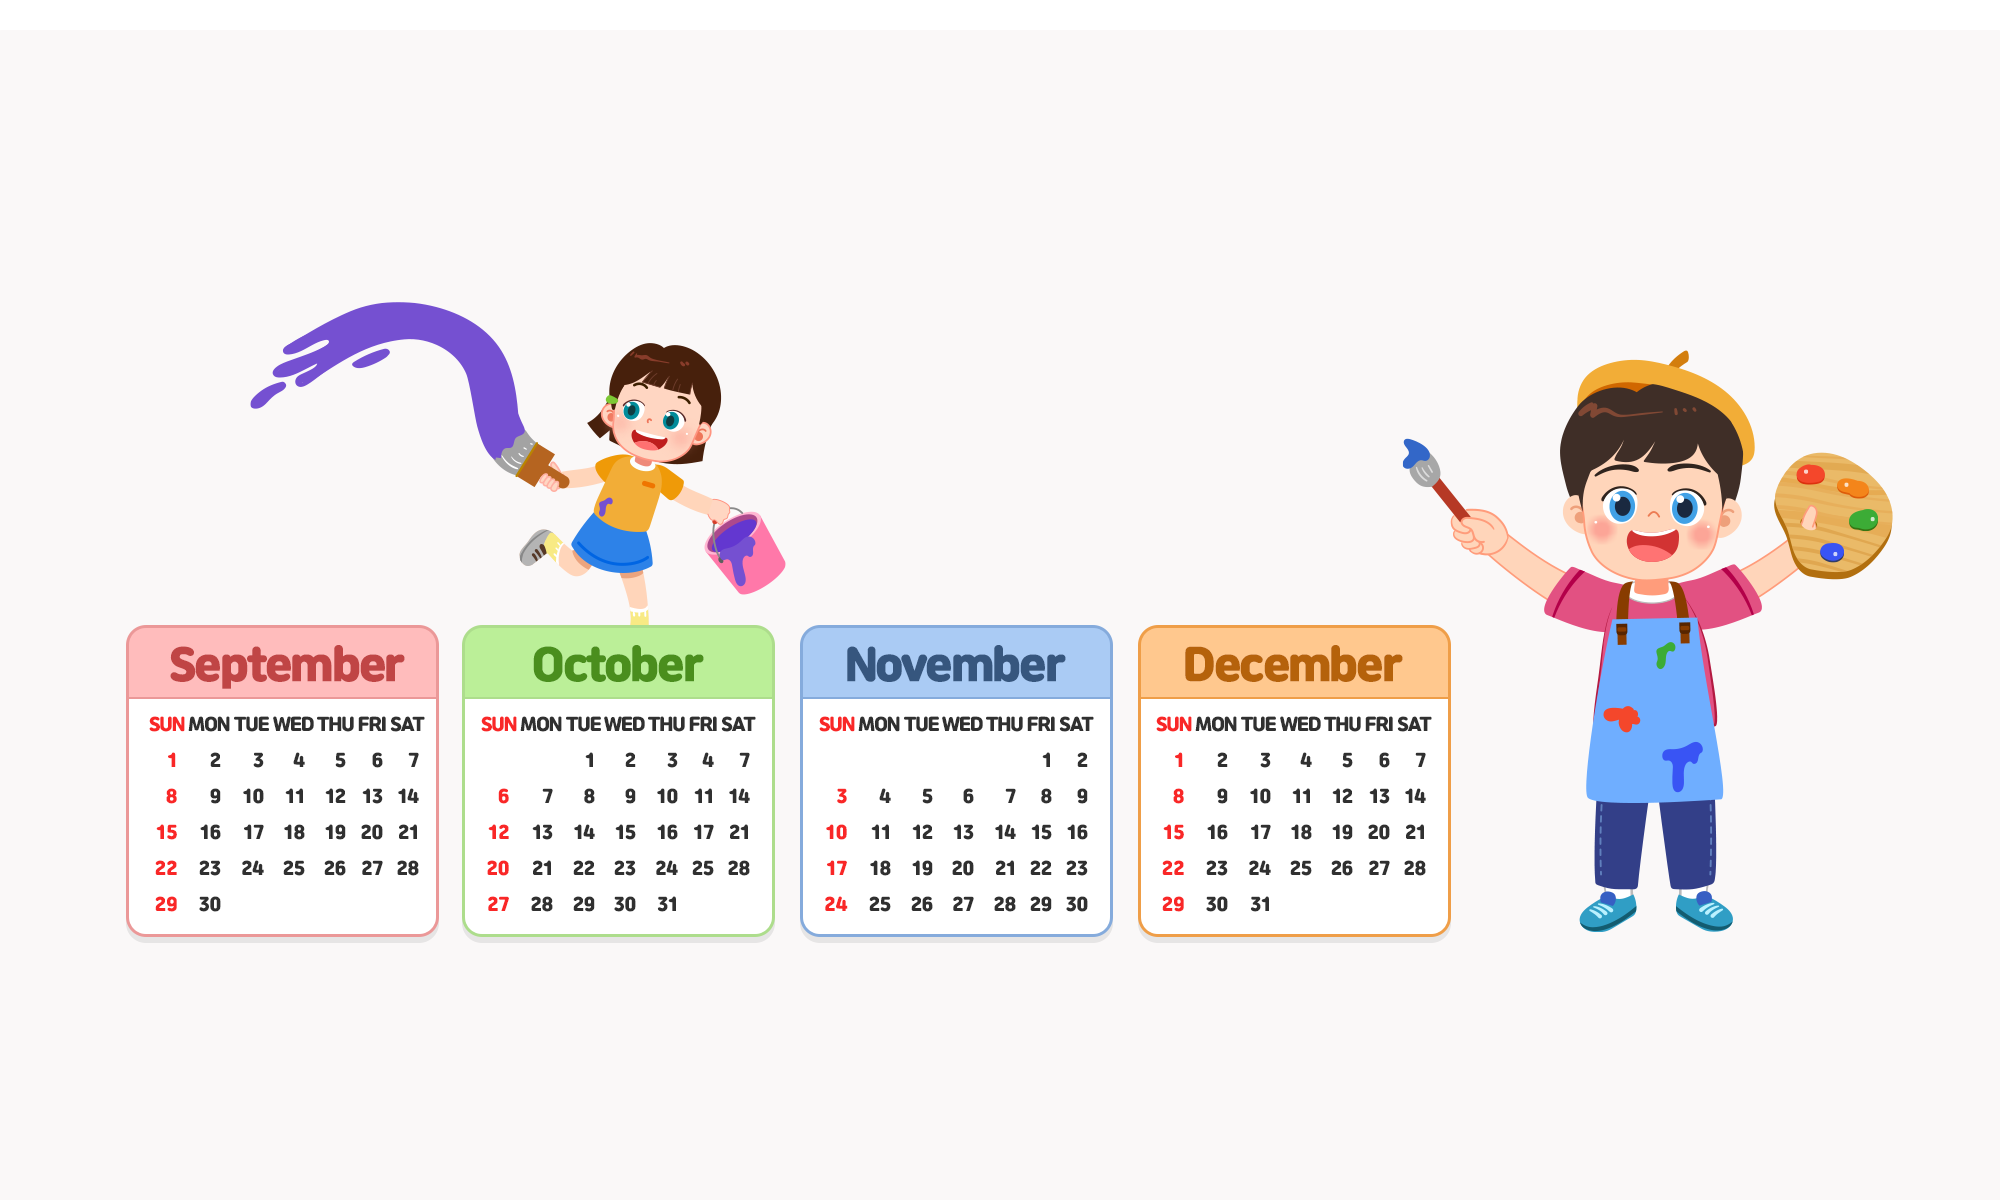 September
SUN MON TUE WED THU FRI SAT
1 2 3 4 5 6 7
8 9 10 11 12 13 14
15 16 17 18 19 20 21
22 23 24 25 26 27 28
29 30
October
SUN MON TUE WED THU FRI SAT
1 2 3 4 7
6 7 8 9 10 11 14
12 13 14 15 16 17 21
20 21 22 23 24 25 28
27 28 29 30 31
November
SUN MON TUE WED THU FRI SAT
1 2
3 4 5 6 7 8 9
10 11 12 13 14 15 16
17 18 19 20 21 22 23
24 25 26 27 28 29 30
December
SUN MON TUE WED THU FRI SAT
1 2 3 4 5 6 7
8 9 10 11 12 13 14
15 16 17 18 19 20 21
22 23 24 25 26 27 28
29 30 31